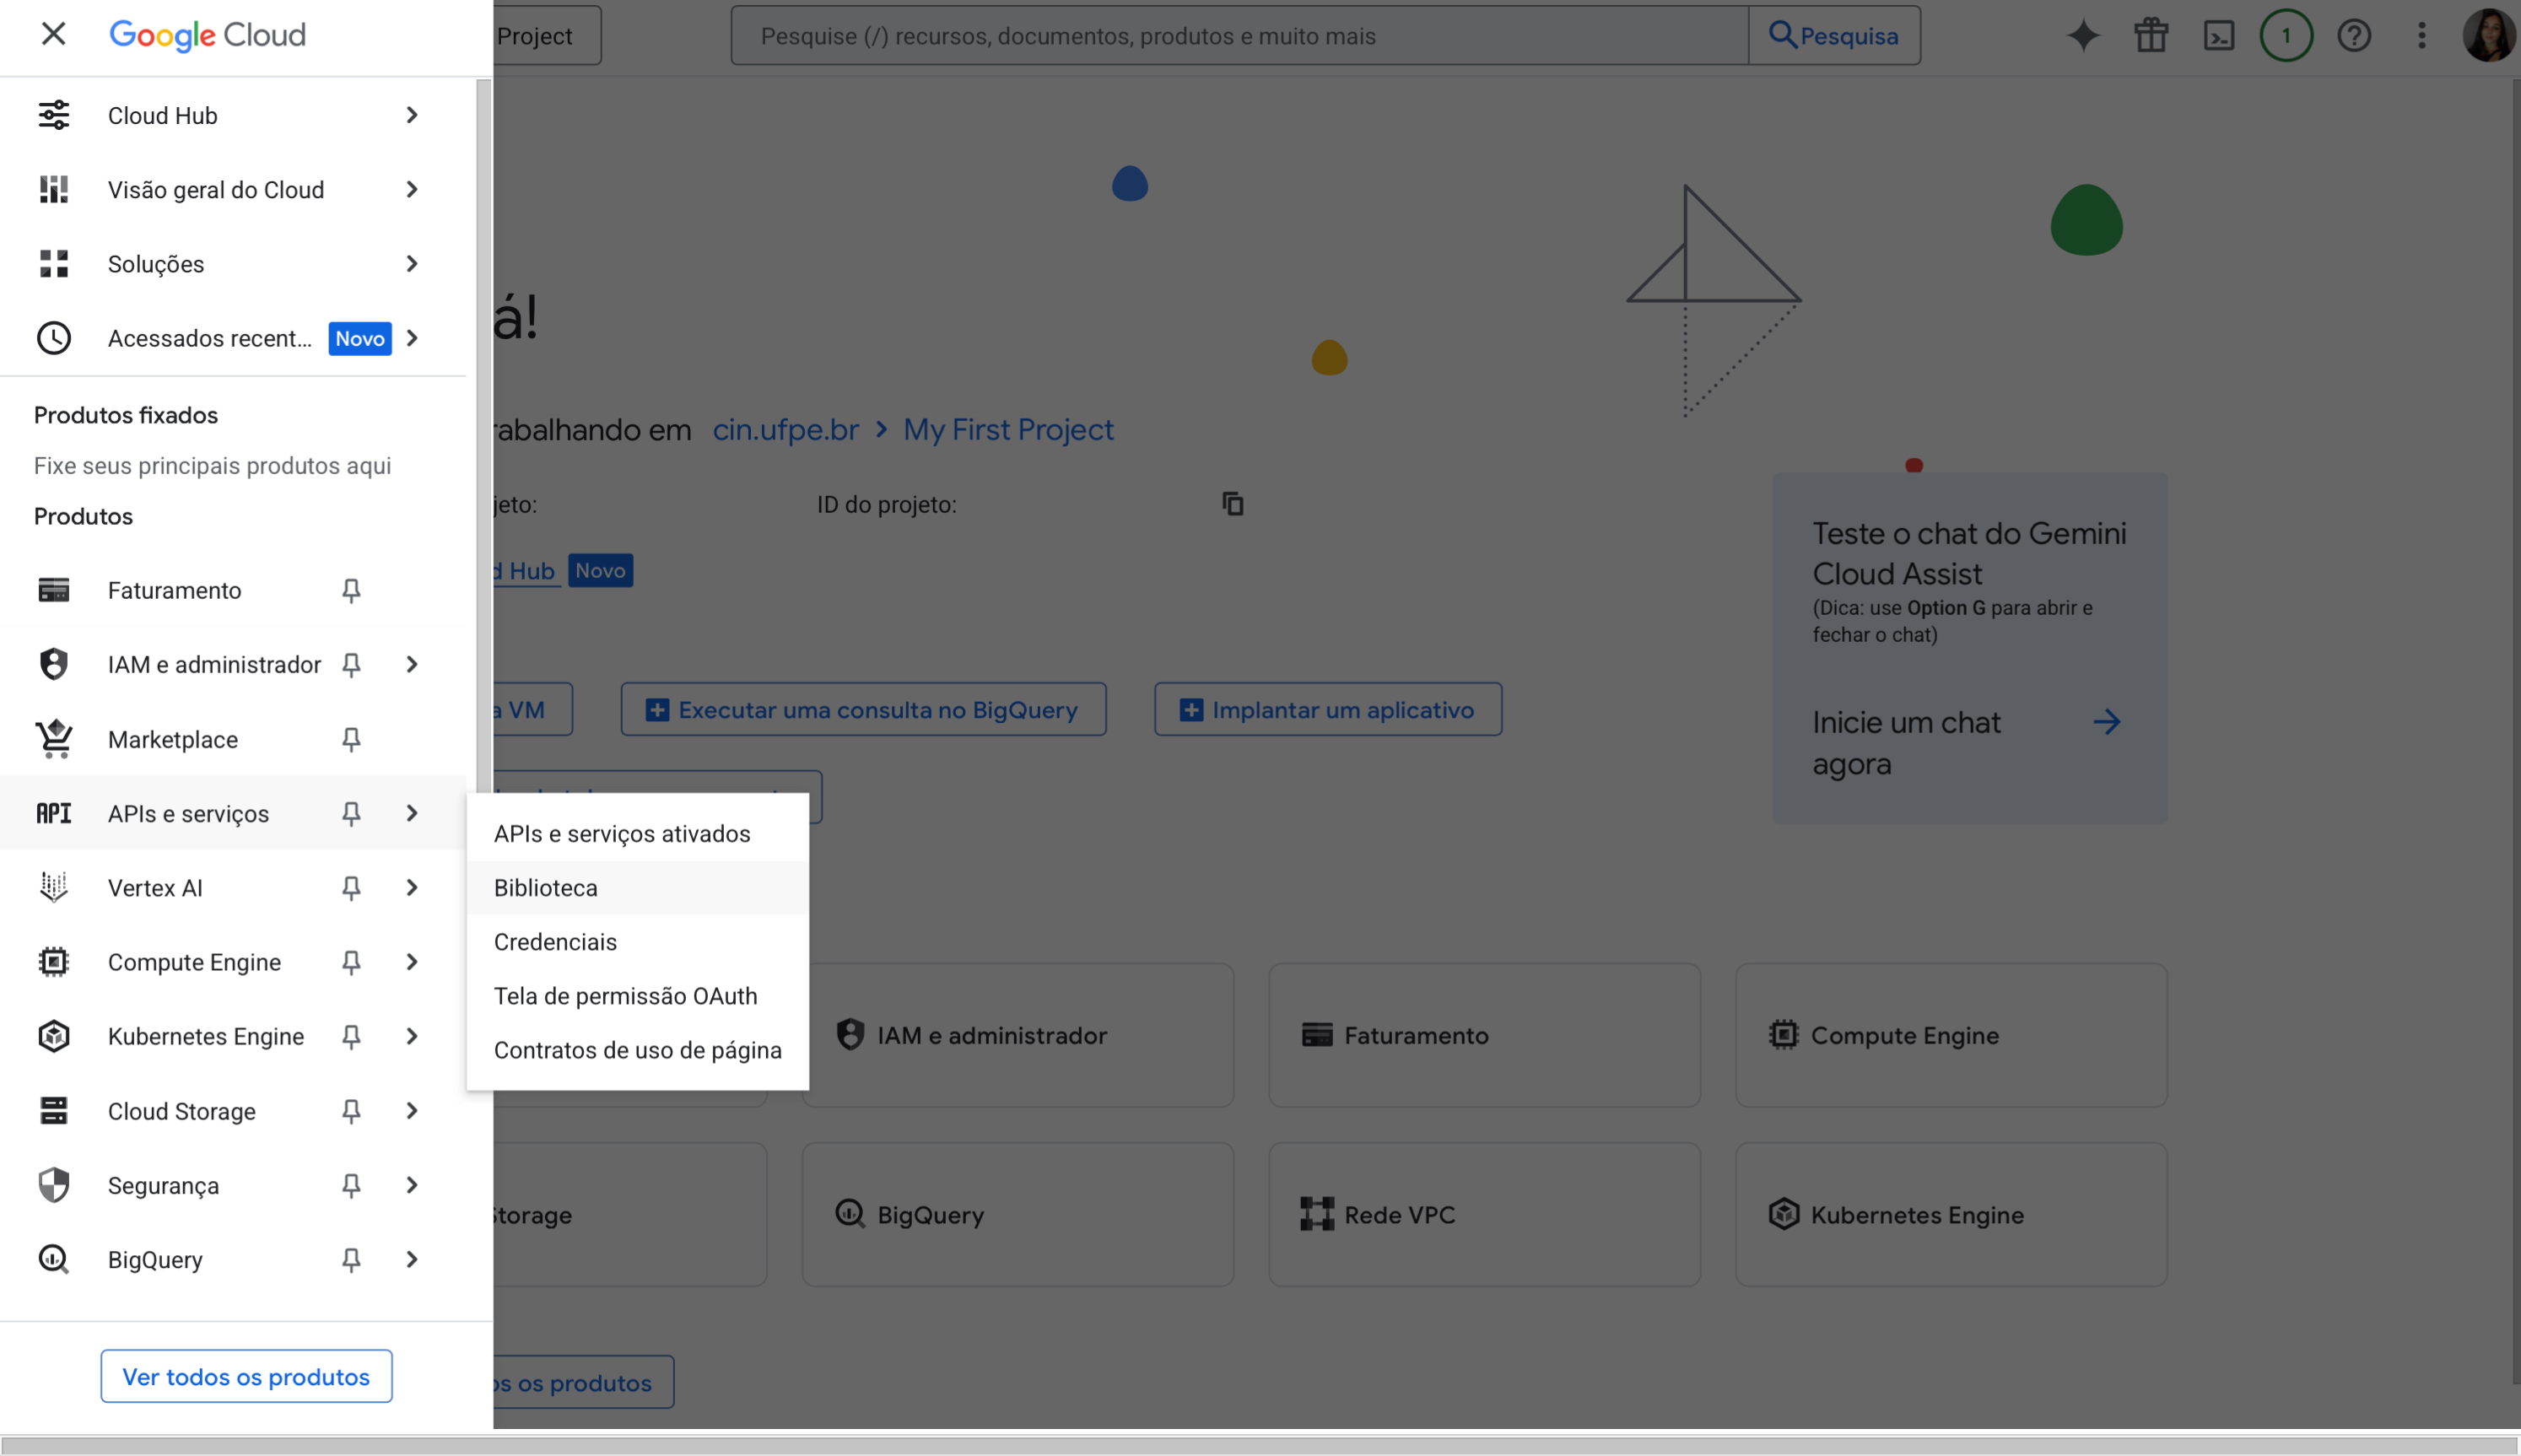 Google Cloud
Project
Pesquise (/) recursos, documentos, produtos e muito mais
Pesquisa
1
Cloud Hub
Visão geral do Cloud
Soluções
Acessados recent...
Novo
Produtos fixados
Fixe seus principais produtos aqui
Produtos
Faturamento
IAM e administrador
Marketplace
API
APIs e serviços
Vertex AI
Compute Engine
Kubernetes Engine
Cloud Storage
Segurança
BigQuery
Ver todos os produtos
APIs e serviços ativados
Biblioteca
Credenciais
Tela de permissão OAuth
Contratos de uso de página
á!
rabalhando em cin.ufpe.br My First Project
jeto:
ID do projeto:
d Hub
Novo
a VM
Executar uma consulta no BigQuery
Implantar um aplicativo
Teste o chat do Gemini
Cloud Assist
(Dica: use Option G para abrir e
fechar o chat)
Inicie um chat
agora
IAM e administrador
Faturamento
Compute Engine
Storage
BigQuery
Rede VPC
Kubernetes Engine
os os produtos